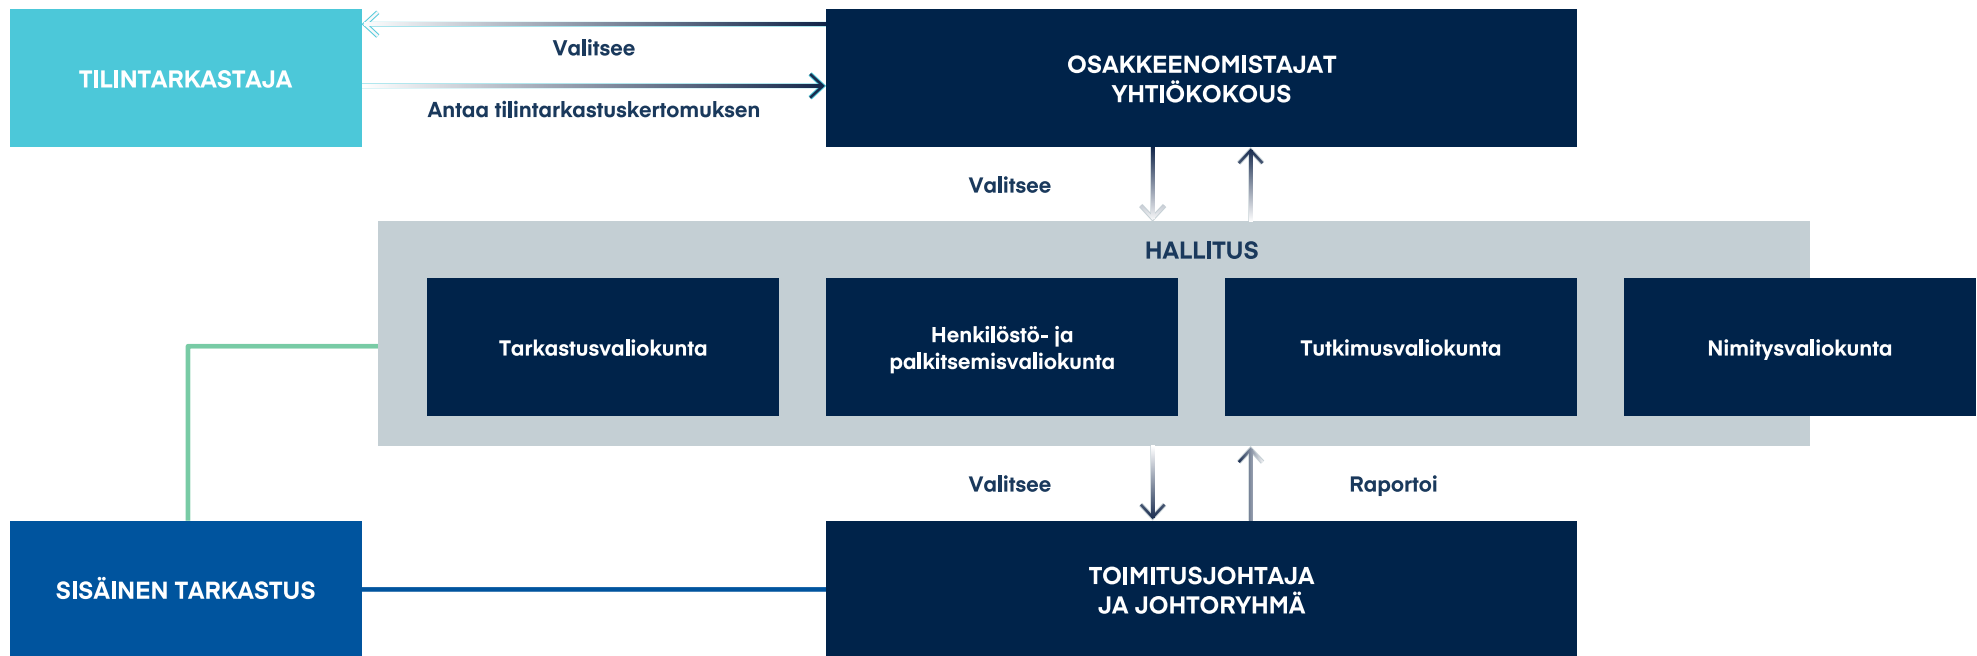 TILINTARKASTAJA
Valitsee
Antaa tilintarkastuskertomuksen
OSAKKEENOMISTAJAT
YHTIÖKOKOUS
Valitsee
HALLITUS
Tarkastusvaliokunta
Henkilöstö- ja
palkitsemisvaliokunta
Tutkimusvaliokunta
Nimitysvaliokunta
Valitsee
Raportoi
SISÄINEN TARKASTUS
TOIMITUSJOHTAJA
JA JOHTORYHMÄ